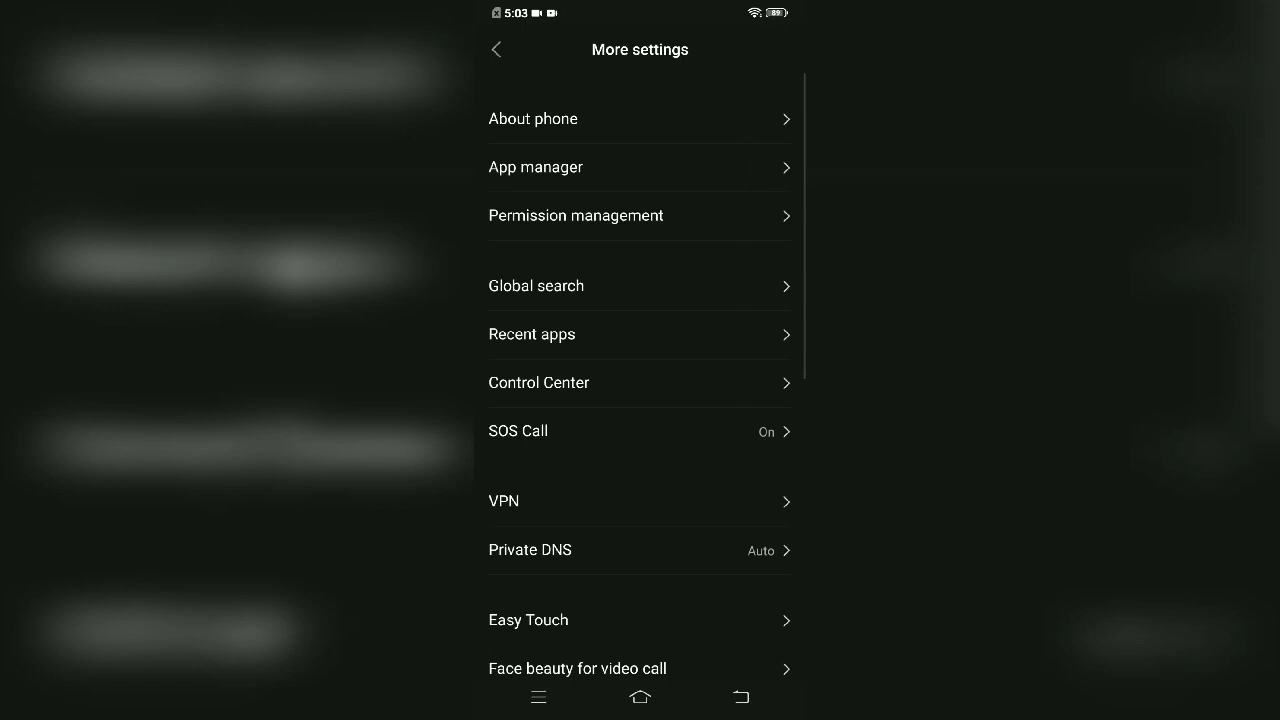 5:03 89
More settings
About phone
App manager
Permission management
Global search
Recent apps
Control Center
SOS Call On
VPN
Private DNS Auto
Easy Touch
Face beauty for video call